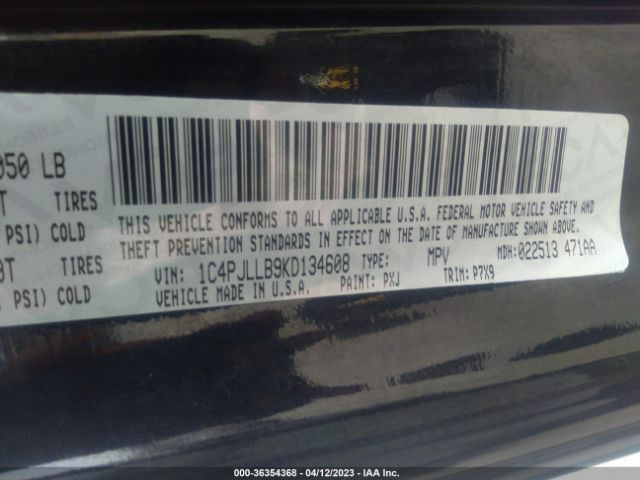 050 LB
T TIRES
PSI) COLD
0T TIRES
PSI) COLD
THIS VEHICLE CONFORMS TO ALL APPLICABLE U.S.A. FEDERAL MOTOR VEHICLE SAFETY AND
THEFT PREVENTION STANDARDS IN EFFECT ON THE DATE OF MANUFACTURE SHOWN ABOVE.
VIN: 1C4PJLLB9KD134608 TYPE: MPV MDH:022513 471AA
VEHICLE MADE IN U.S.A. PAINT: PXJ TRIM: P7X9
000-36354368 - 04/12/2023 - IAA Inc.